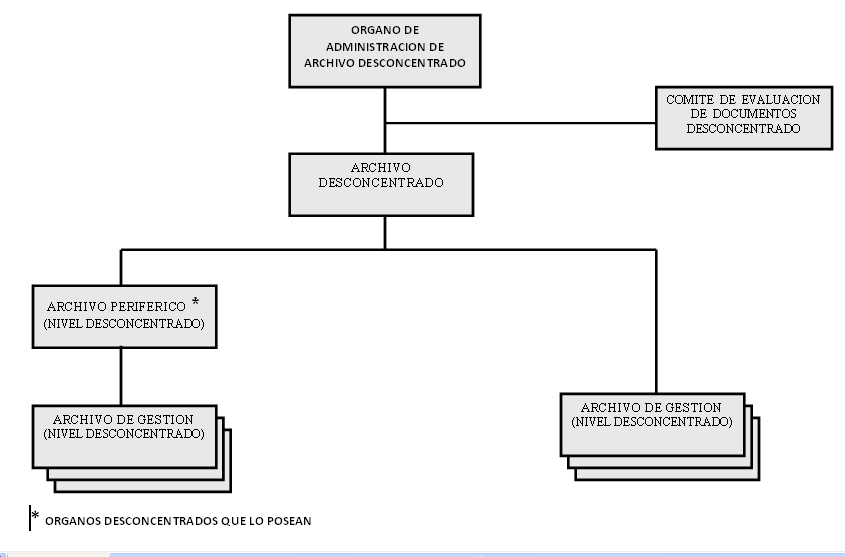 ORGANO DE
ADMINISTRACION DE
ARCHIVO DESCONCENTRADO
COMITE DE EVALUACION
DE DOCUMENTOS
DESCONCENTRADO
ARCHIVO
DESCONCENTRADO
ARCHIVO PERIFERICO *
(NIVEL DESCONCENTRADO)
ARCHIVO DE GESTION
(NIVEL DESCONCENTRADO)
ARCHIVO DE GESTION
(NIVEL DESCONCENTRADO)
* ORGANOS DESCONCENTRADOS QUE LO POSEAN